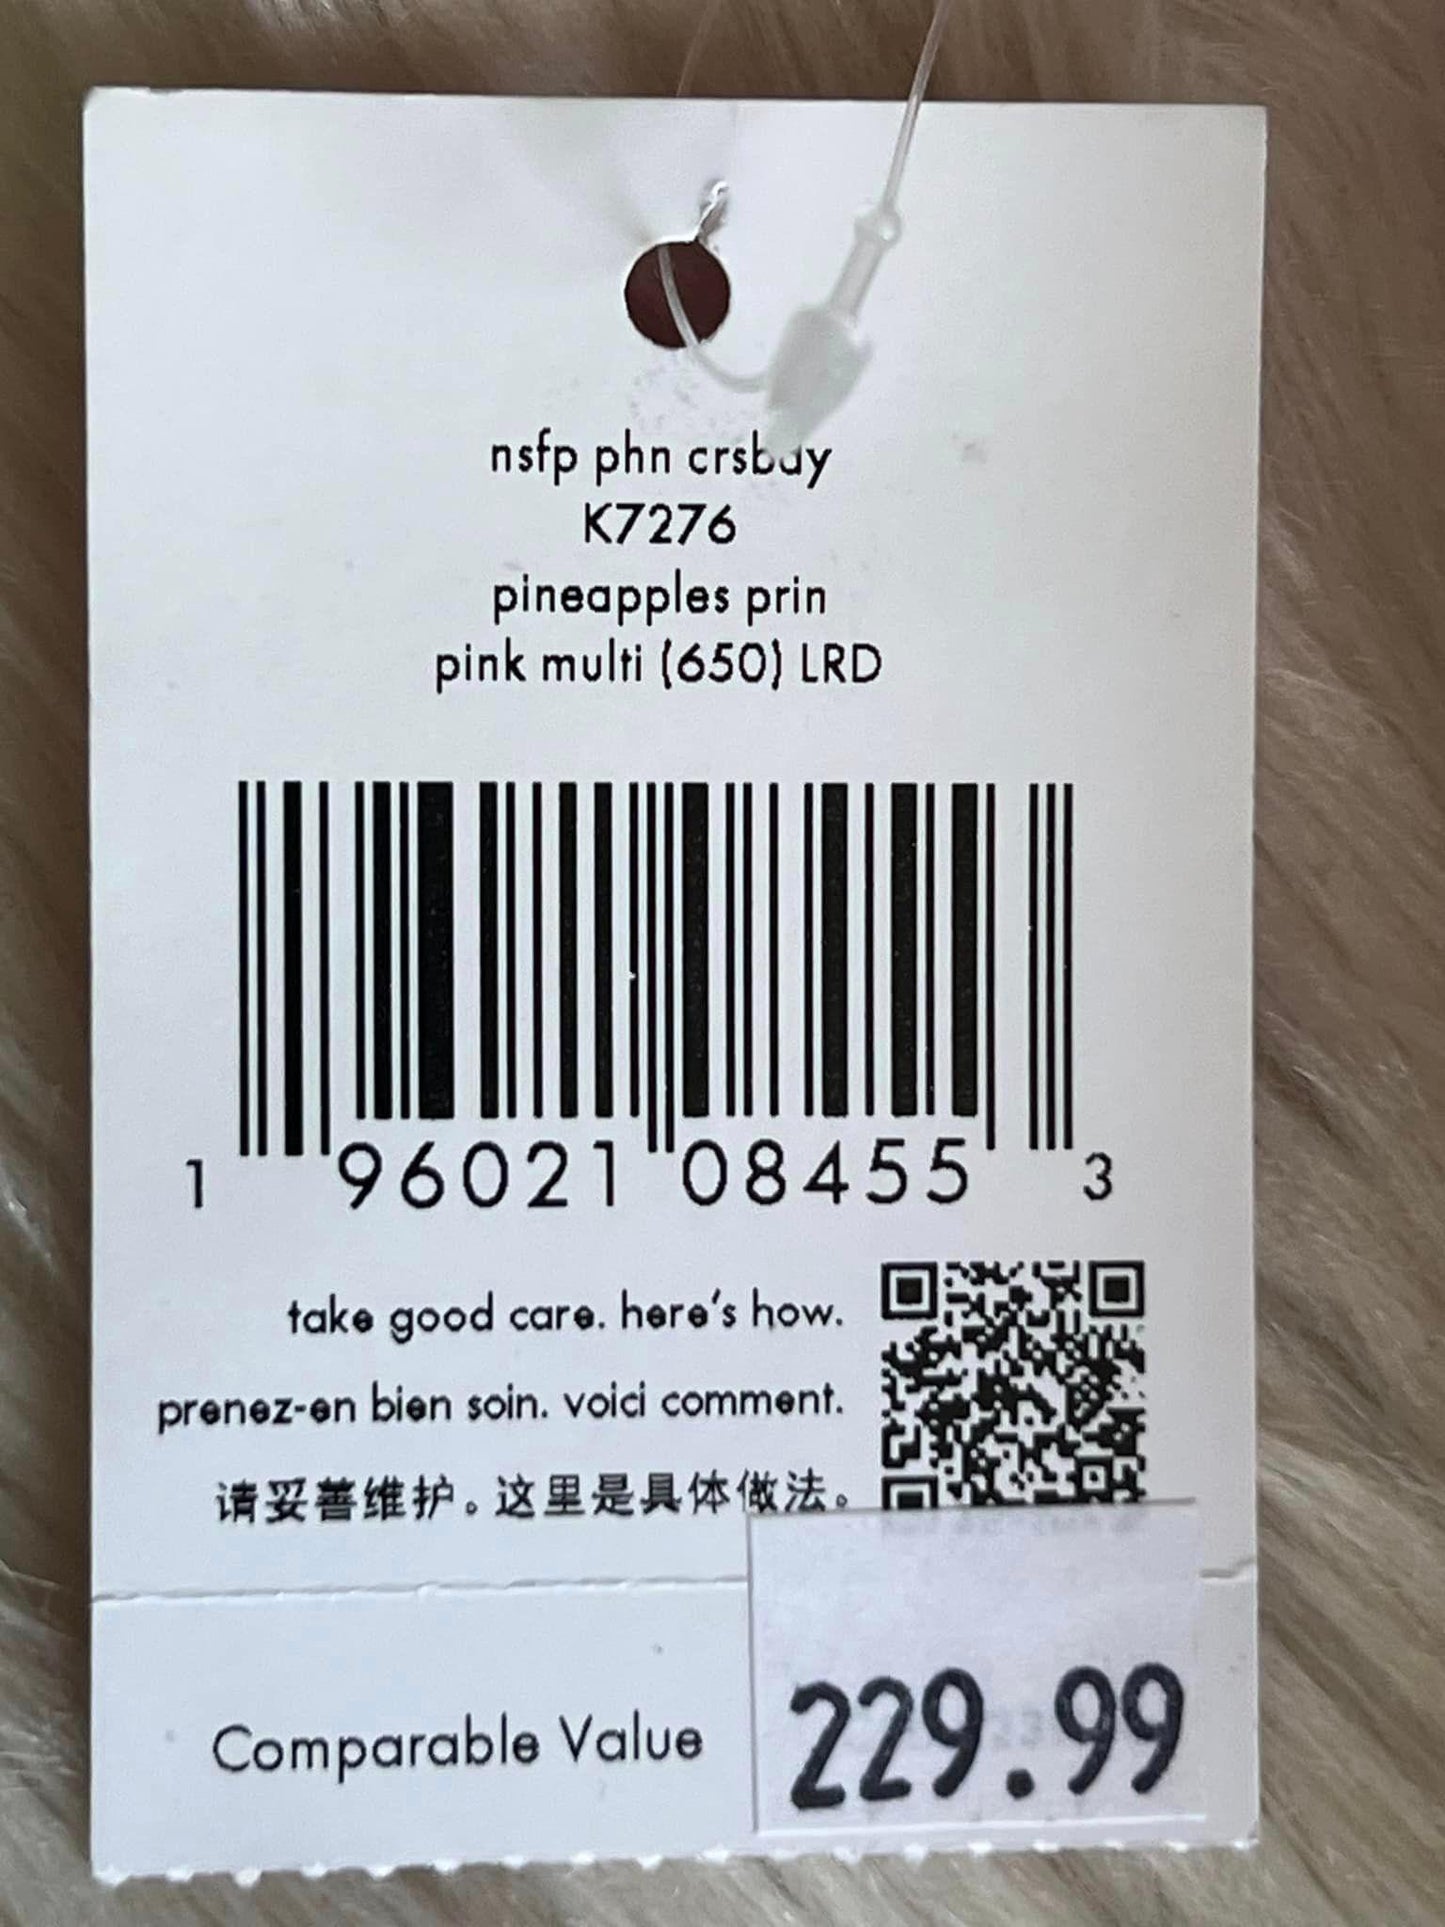 nsfp phn crsbdy
K7276
pineapples prin
pink multi (650) LRD
1 96021 08455 3
take good care. here's how.
prenez-en bien soin. voici comment.
请妥善维护。这里是具体做法。
Comparable Value 229.99